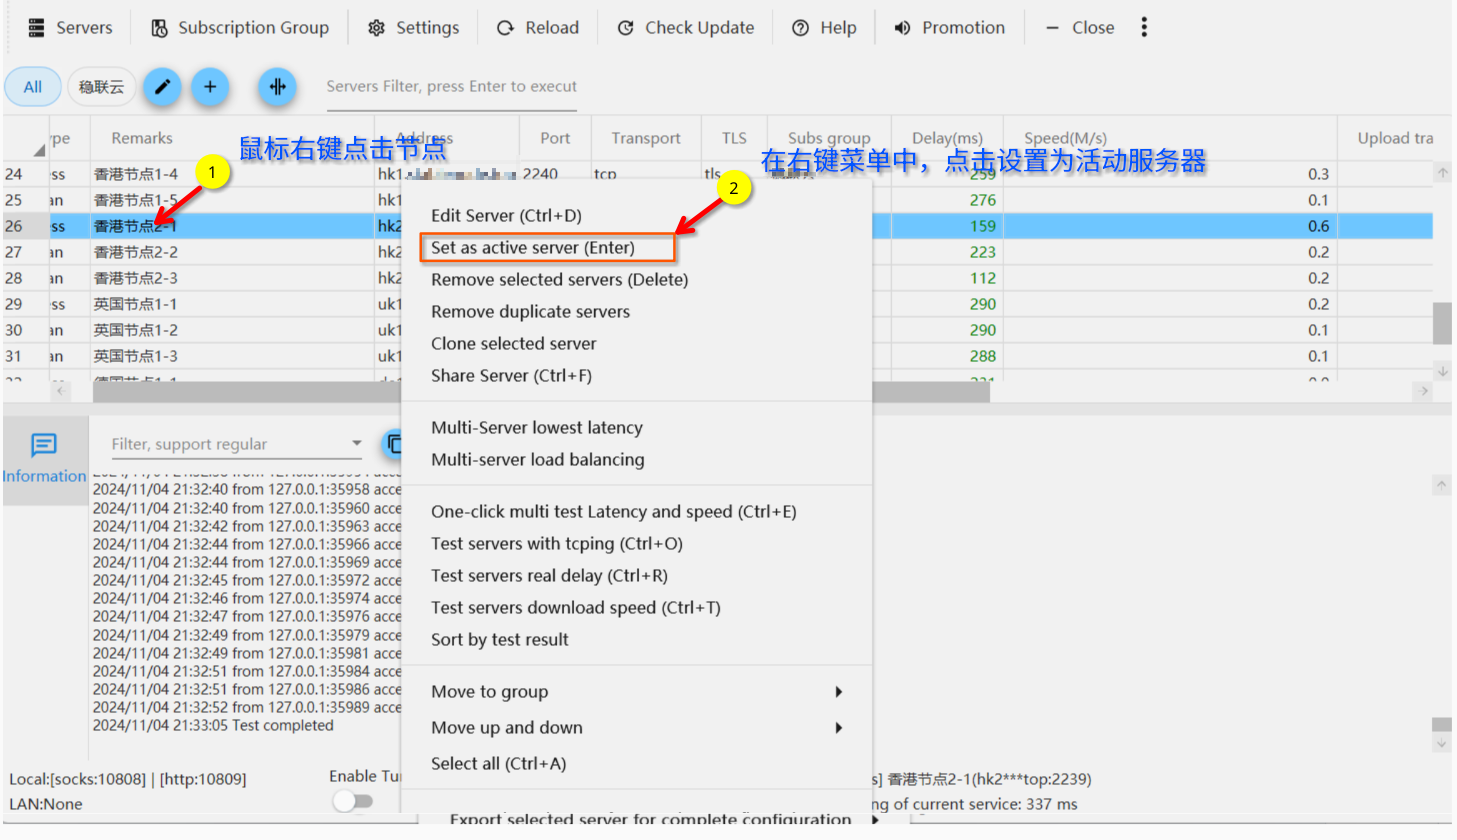 Servers Subscription Group Settings Reload Check Update Help Promotion Close
All 稳联云 Servers Filter, press Enter to execut
ype Remarks Address Port Transport TLS Subs group Delay(ms) Speed(M/s) Upload tra
鼠标右键点击节点
在右键菜单中，点击设置为活动服务器
1
2
24 ess 香港节点1-4 hk1 2240 tcp tls 259 0.3
25 an 香港节点1-5 hk1 276 0.1
26 ss 香港节点2-1 hk2 159 0.6
27 an 香港节点2-2 hk2 223 0.2
28 an 香港节点2-3 hk2 112 0.2
29 ss 英国节点1-1 uk1 290 0.2
30 an 英国节点1-2 uk1 290 0.1
31 an 英国节点1-3 uk1 288 0.1
Edit Server (Ctrl+D)
Set as active server (Enter)
Remove selected servers (Delete)
Remove duplicate servers
Clone selected server
Share Server (Ctrl+F)
Multi-Server lowest latency
Multi-server load balancing
One-click multi test Latency and speed (Ctrl+E)
Test servers with tcping (Ctrl+O)
Test servers real delay (Ctrl+R)
Test servers download speed (Ctrl+T)
Sort by test result
Move to group
Move up and down
Select all (Ctrl+A)
Export selected server for complete configuration
Information
Filter, support regular
2024/11/04 21:32:40 from 127.0.0.1:35958 acce
2024/11/04 21:32:40 from 127.0.0.1:35960 acce
2024/11/04 21:32:42 from 127.0.0.1:35963 acce
2024/11/04 21:32:44 from 127.0.0.1:35966 acce
2024/11/04 21:32:44 from 127.0.0.1:35969 acce
2024/11/04 21:32:45 from 127.0.0.1:35972 acce
2024/11/04 21:32:46 from 127.0.0.1:35974 acce
2024/11/04 21:32:47 from 127.0.0.1:35976 acce
2024/11/04 21:32:49 from 127.0.0.1:35979 acce
2024/11/04 21:32:49 from 127.0.0.1:35981 acce
2024/11/04 21:32:51 from 127.0.0.1:35984 acce
2024/11/04 21:32:51 from 127.0.0.1:35986 acce
2024/11/04 21:32:52 from 127.0.0.1:35989 acce
2024/11/04 21:33:05 Test completed
Local:[socks:10808] | [http:10809] Enable Tu s] 香港节点2-1(hk2***top:2239)
LAN:None ng of current service: 337 ms